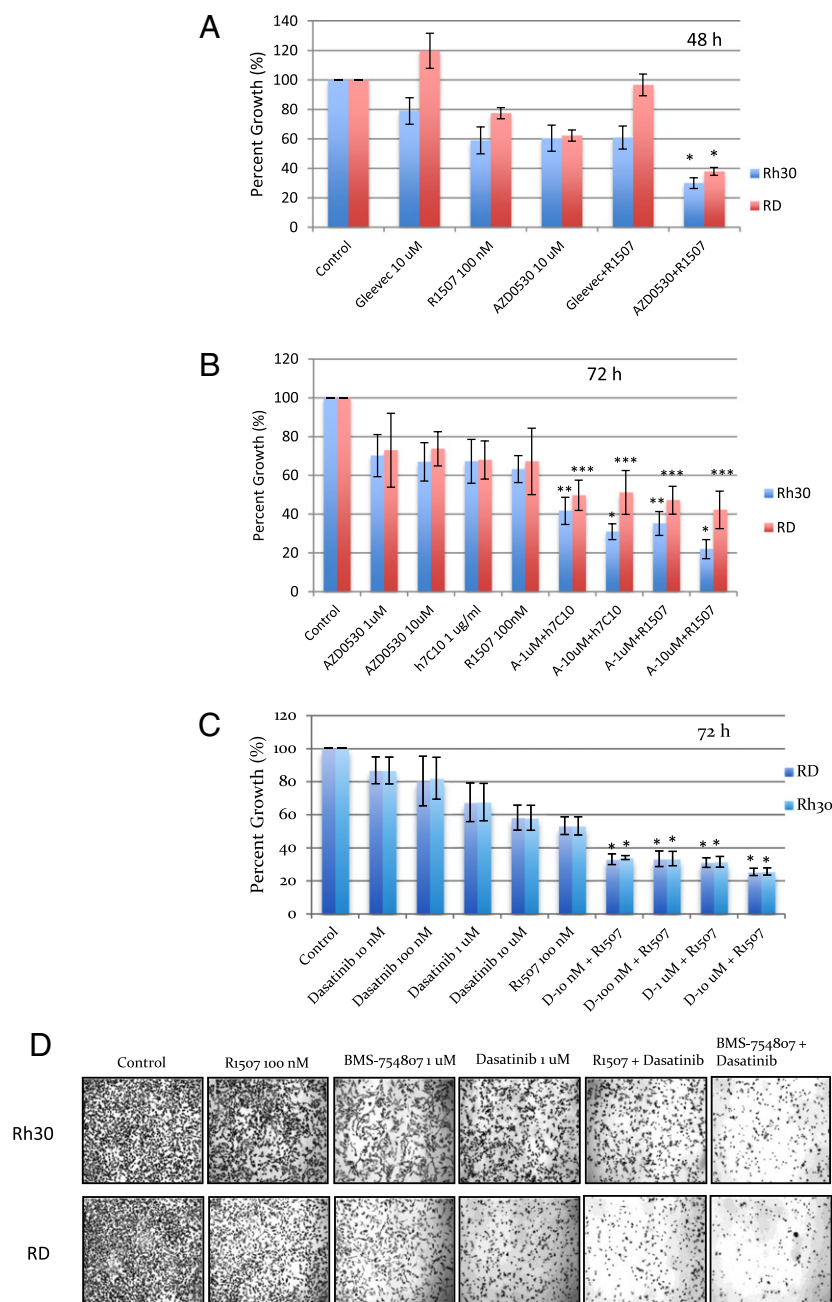 A
48 h
Percent Growth (%)
140
120
100
80
60
40
20
0
* *
Rh30
RD
Control
Gleevec 10 uM
R1507 100 nM
AZD0530 10 uM
Gleevec+R1507
AZD0530+R1507
B
72 h
Percent Growth (%)
120
100
80
60
40
20
0
** *** * *** ** *** * ***
Rh30
RD
Control
AZD0530 1uM
AZD0530 10uM
h7C10 1 ug/ml
R1507 100nM
A-1uM+h7C10
A-10uM+h7C10
A-1uM+R1507
A-10uM+R1507
C
72 h
Percent Growth (%)
120
100
80
60
40
20
0
* * * * * * * *
RD
Rh30
Control
Dasatinib 10 nM
Dasatinib 100 nM
Dasatinib 1 uM
Dasatinib 10 uM
R1507 100 nM
D-10 nM + R1507
D-100 nM + R1507
D-1 uM + R1507
D-10 uM + R1507
D
Control
R1507 100 nM
BMS-754807 1 uM
Dasatinib 1 uM
R1507 + Dasatinib
BMS-754807 +
Dasatinib
Rh30
RD